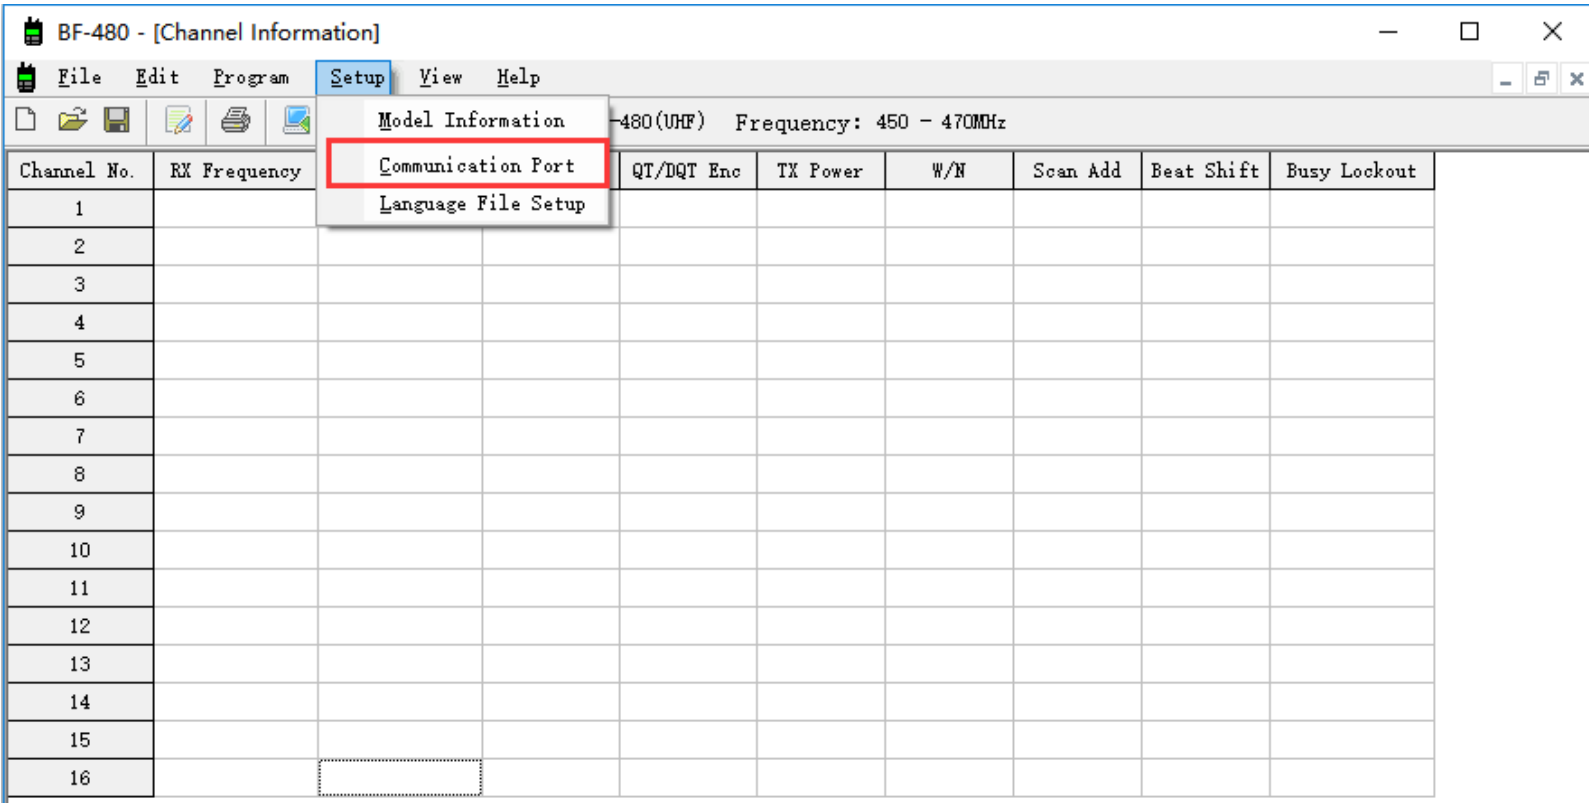 BF-480 - [Channel Information]
File Edit Program Setup View Help
Model Information
-480(UHF) Frequency: 450 - 470MHz
Communication Port
Language File Setup
Channel No. RX Frequency QT/DQT Enc TX Power W/N Scan Add Beat Shift Busy Lockout
1
2
3
4
5
6
7
8
9
10
11
12
13
14
15
16